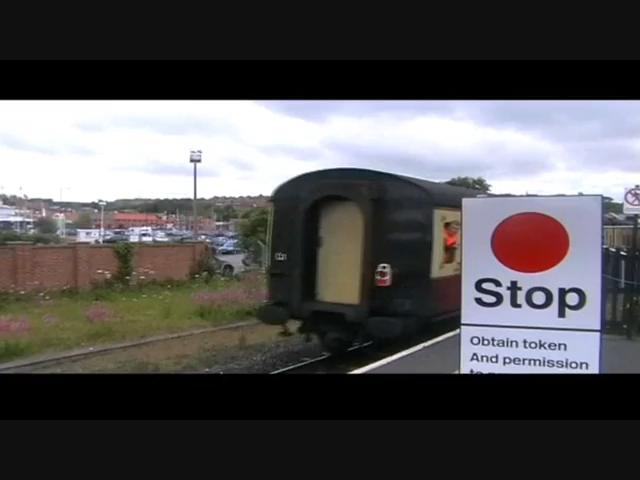 Stop
Obtain token
And permission